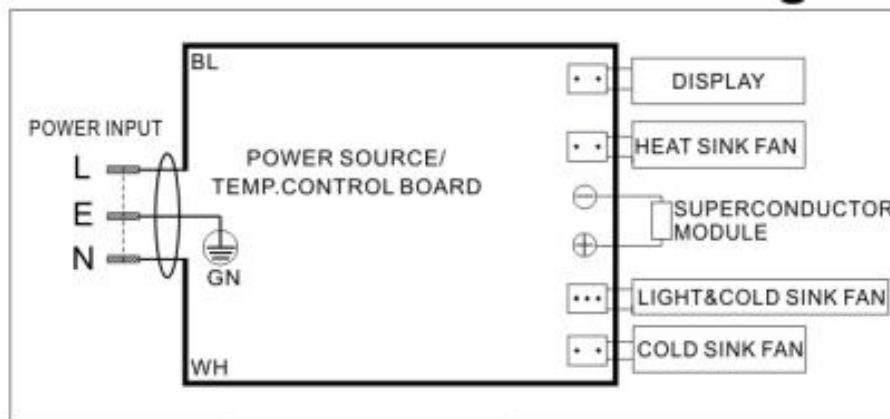 BL
POWER INPUT
L
E
N
POWER SOURCE/
TEMP.CONTROL BOARD
GN
WH
DISPLAY
HEAT SINK FAN
SUPERCONDUCTOR
MODULE
LIGHT&COLD SINK FAN
COLD SINK FAN